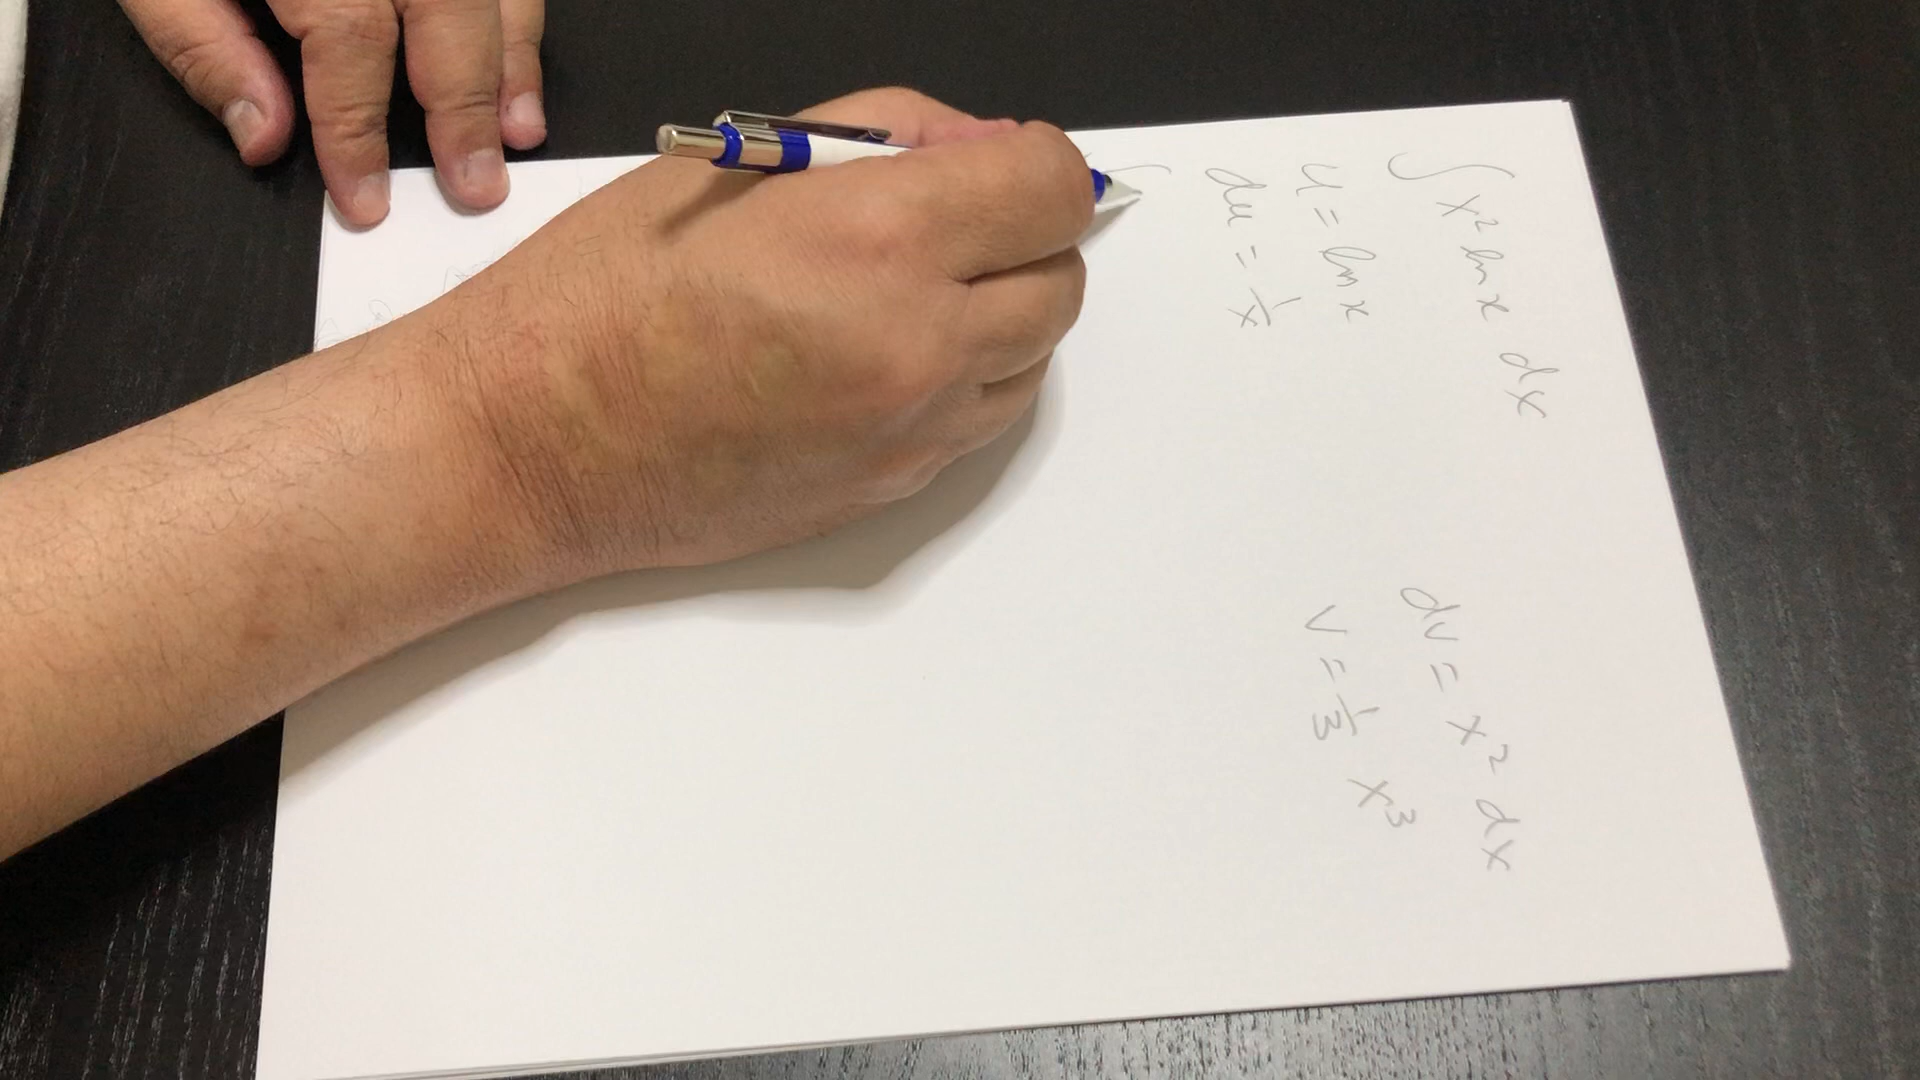 ∫ x² ln x dx
dv = x² dx
u = ln x
v = 1/3 x³
du = 1/x
∫